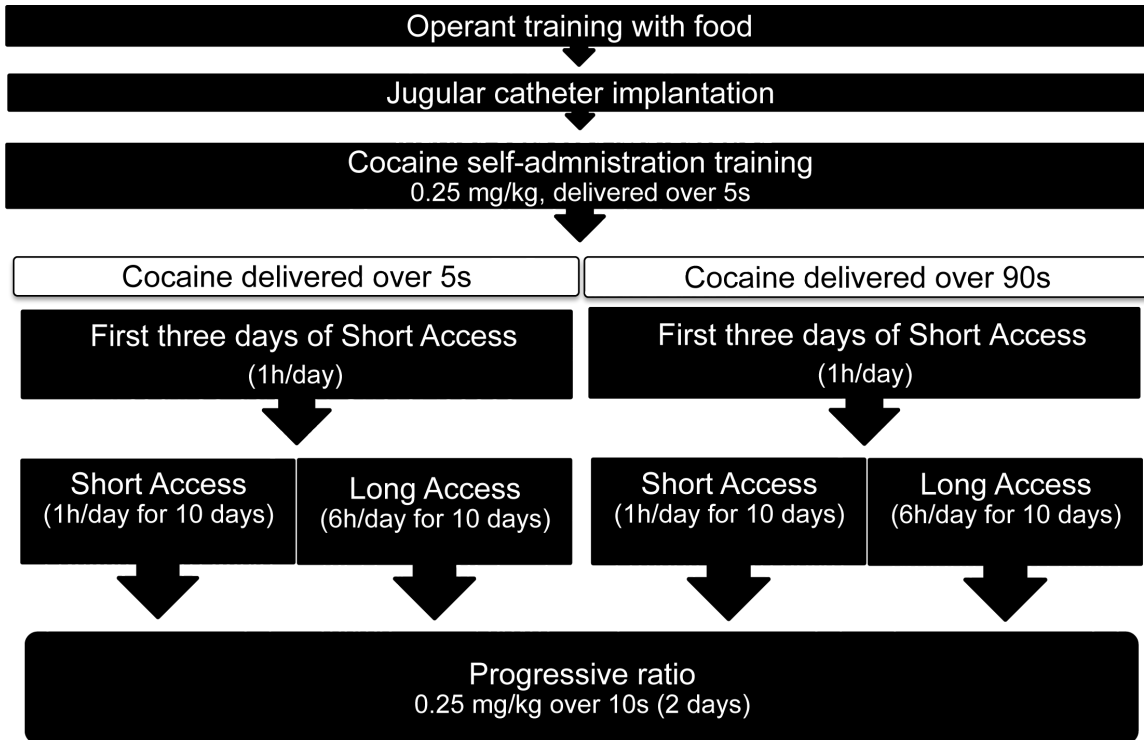 Operant training with food
Jugular catheter implantation
Cocaine self-admnistration training
0.25 mg/kg, delivered over 5s
Cocaine delivered over 5s
Cocaine delivered over 90s
First three days of Short Access
(1h/day)
First three days of Short Access
(1h/day)
Short Access
(1h/day for 10 days)
Long Access
(6h/day for 10 days)
Short Access
(1h/day for 10 days)
Long Access
(6h/day for 10 days)
Progressive ratio
0.25 mg/kg over 10s (2 days)